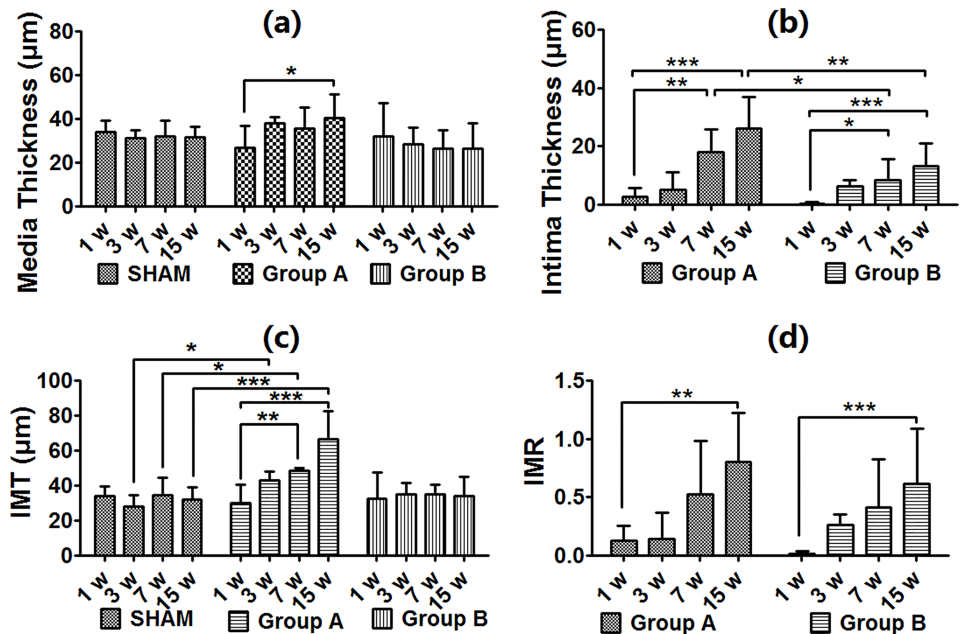 (a)
Media Thickness (µm)
80
60
40
20
0
*
1 w 3 w 7 w 15 w 1 w 3 w 7 w 15 w 1 w 3 w 7 w 15 w
SHAM Group A Group B
(b)
Intima Thickness (µm)
60
40
20
0
*** **
** *
***
*
1 w 3 w 7 w 15 w 1 w 3 w 7 w 15 w
Group A Group B
(c)
IMT (µm)
100
80
60
40
20
0
*
*
***
***
**
1 w 3 w 7 w 15 w 1 w 3 w 7 w 15 w 1 w 3 w 7 w 15 w
SHAM Group A Group B
(d)
IMR
1.5
1.0
0.5
0.0
**
***
1 w 3 w 7 w 15 w 1 w 3 w 7 w 15 w
Group A Group B